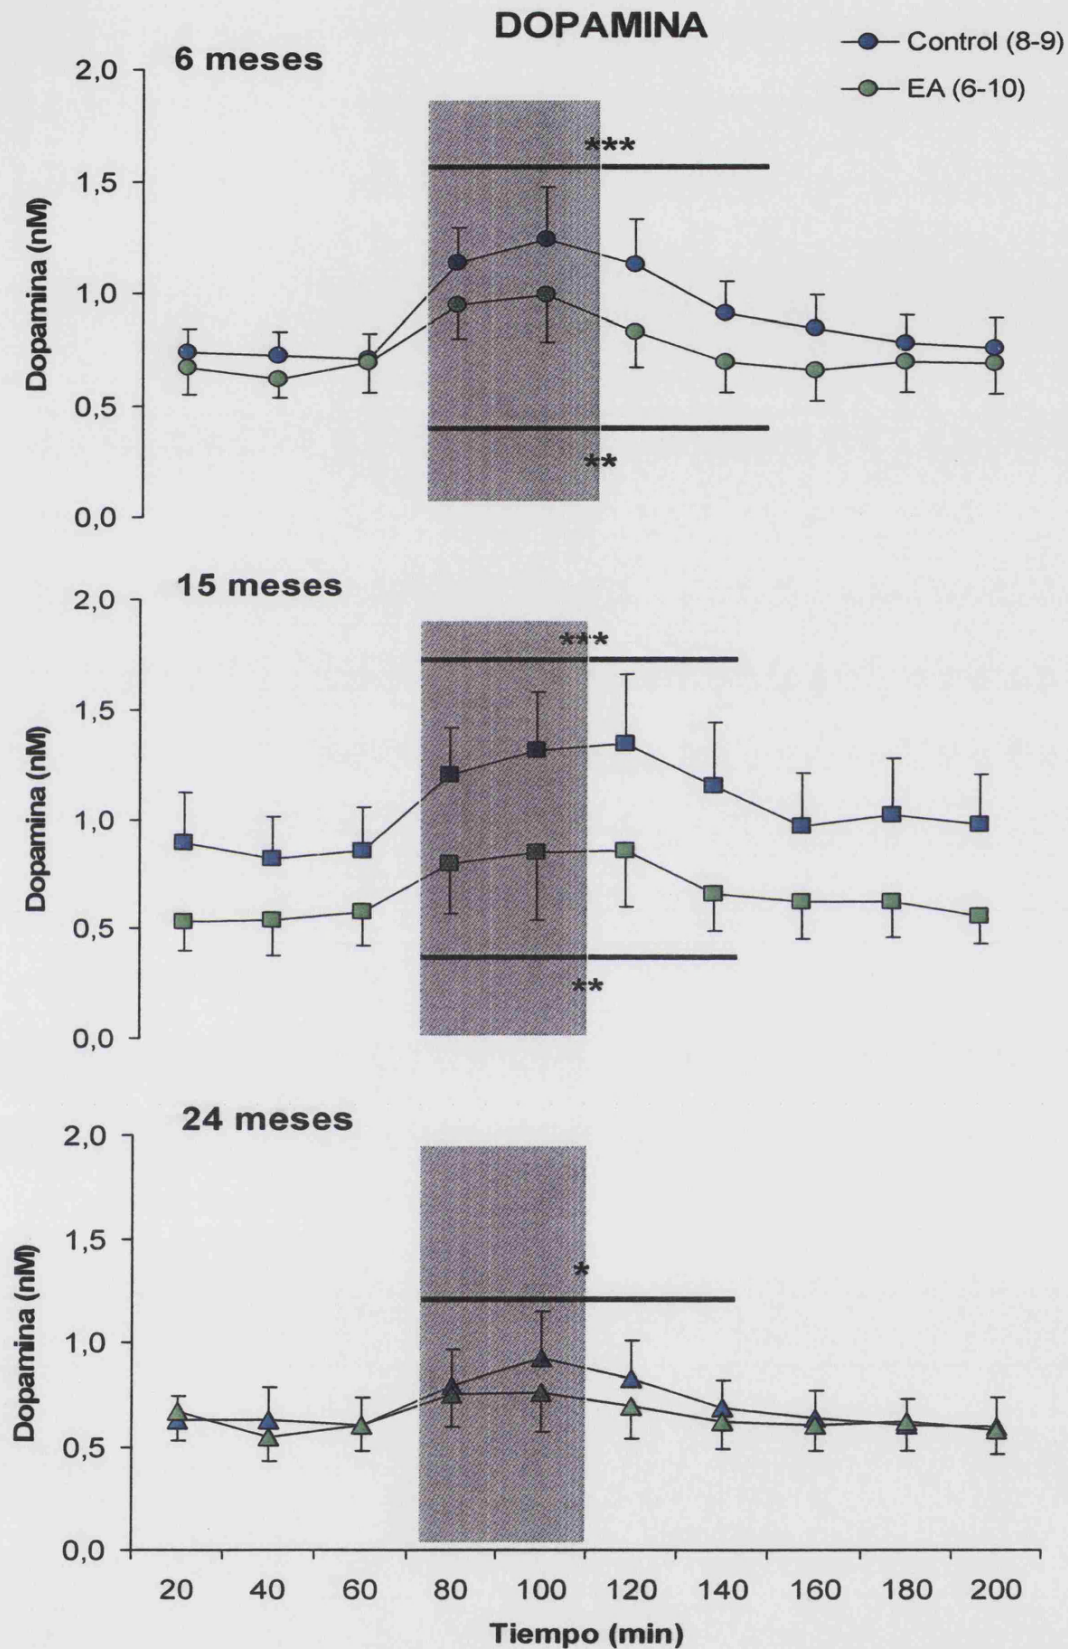 DOPAMINA
Control (8-9)
EA (6-10)
6 meses
2,0
1,5
1,0
0,5
0,0
Dopamina (nM)
***
**
15 meses
2,0
1,5
1,0
0,5
0,0
Dopamina (nM)
***
**
24 meses
2,0
1,5
1,0
0,5
0,0
Dopamina (nM)
*
20 40 60 80 100 120 140 160 180 200
Tiempo (min)